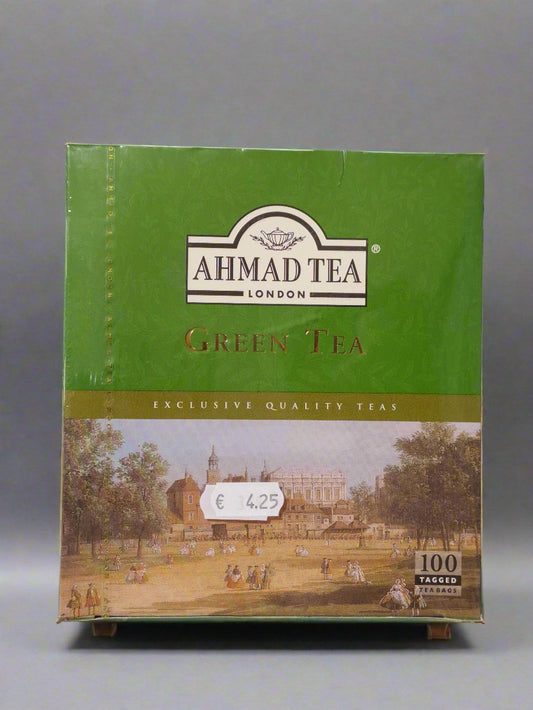 AHMAD TEA
®
LONDON
GREEN TEA
EXCLUSIVE QUALITY TEAS
€ 4.25
100
TAGGED
TEA BAGS